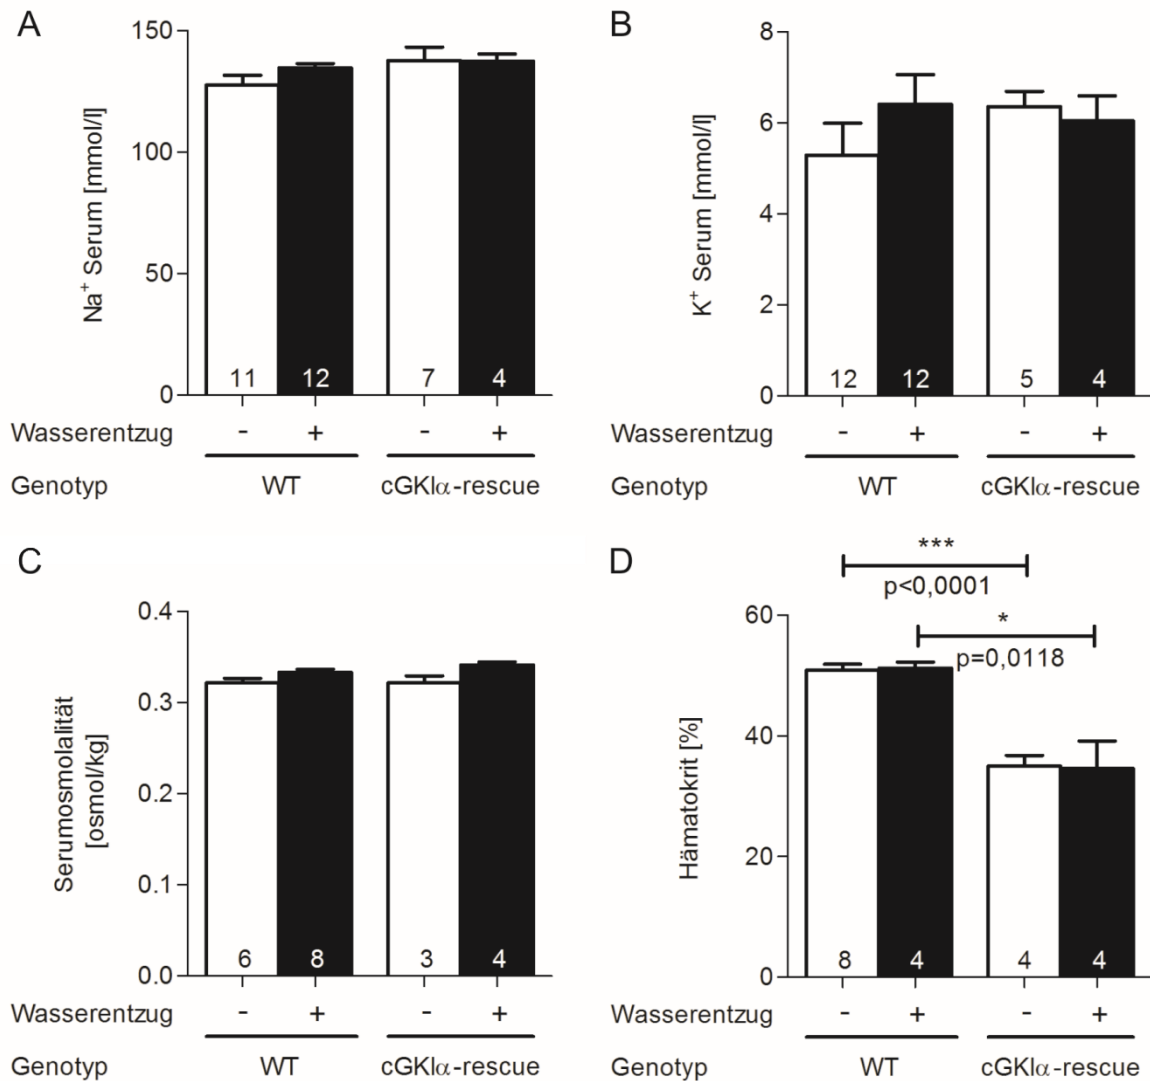 A
Na⁺ Serum [mmol/l]
150
100
50
0
11 12 7 4
Wasserentzug - + - +
Genotyp WT cGKIα-rescue
B
K⁺ Serum [mmol/l]
8
6
4
2
0
12 12 5 4
Wasserentzug - + - +
Genotyp WT cGKIα-rescue
C
Serumosmolalität
[osmol/kg]
0.4
0.3
0.2
0.1
0.0
6 8 3 4
Wasserentzug - + - +
Genotyp WT cGKIα-rescue
D
***
p<0,0001
*
p=0,0118
Hämatokrit [%]
60
40
20
0
8 4 4 4
Wasserentzug - + - +
Genotyp WT cGKIα-rescue